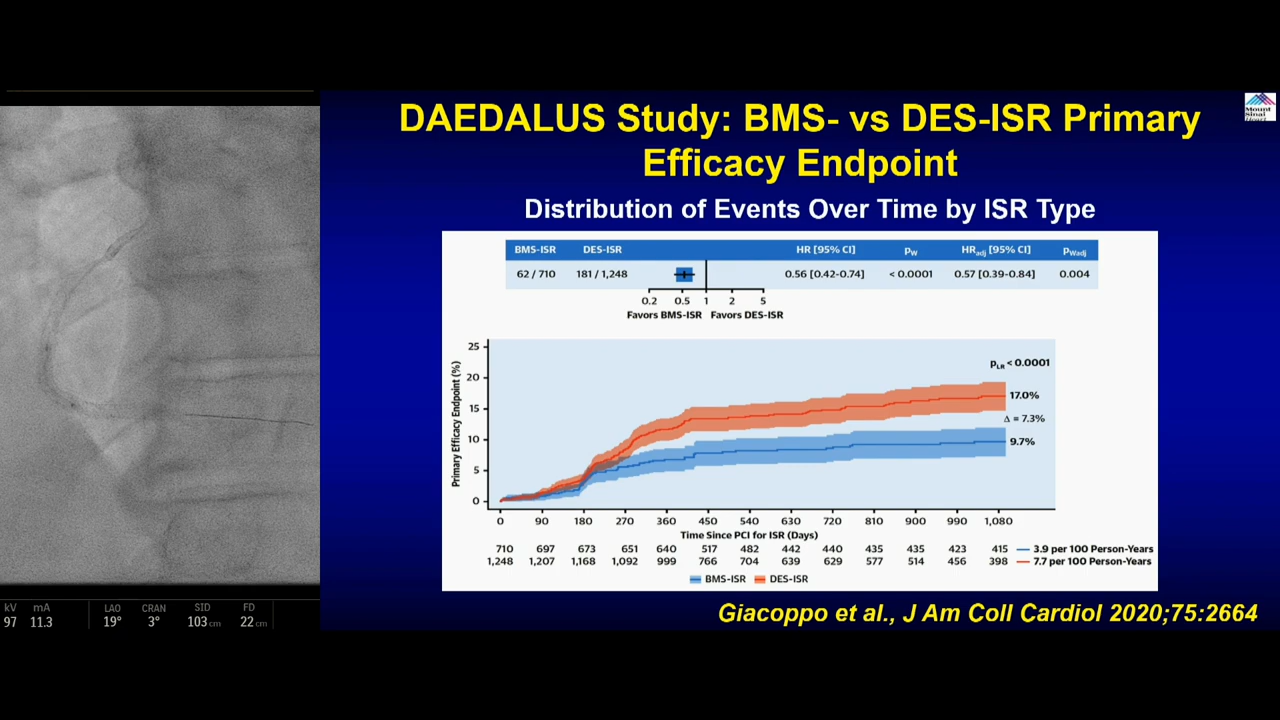 DAEDALUS Study: BMS- vs DES-ISR Primary
Efficacy Endpoint
Mount
Sinai
Heart
Distribution of Events Over Time by ISR Type
BMS-ISR DES-ISR HR [95% CI] pW HRadj [95% CI] pWadj
62 / 710 181 / 1,248 0.56 [0.42-0.74] < 0.0001 0.57 [0.39-0.84] 0.004
0.2 0.5 1 2 5
Favors BMS-ISR Favors DES-ISR
Primary Efficacy Endpoint (%)
25
20
15
10
5
0
pLR < 0.0001
17.0%
Δ = 7.3%
9.7%
0 90 180 270 360 450 540 630 720 810 900 990 1,080
Time Since PCI for ISR (Days)
710 697 673 651 640 517 482 442 440 435 435 423 415 3.9 per 100 Person-Years
1,248 1,207 1,168 1,092 999 766 704 639 629 577 514 456 398 7.7 per 100 Person-Years
BMS-ISR DES-ISR
Giacoppo et al., J Am Coll Cardiol 2020;75:2664
kV mA LAO CRAN SID FD
97 11.3 19° 3° 103 cm 22 cm